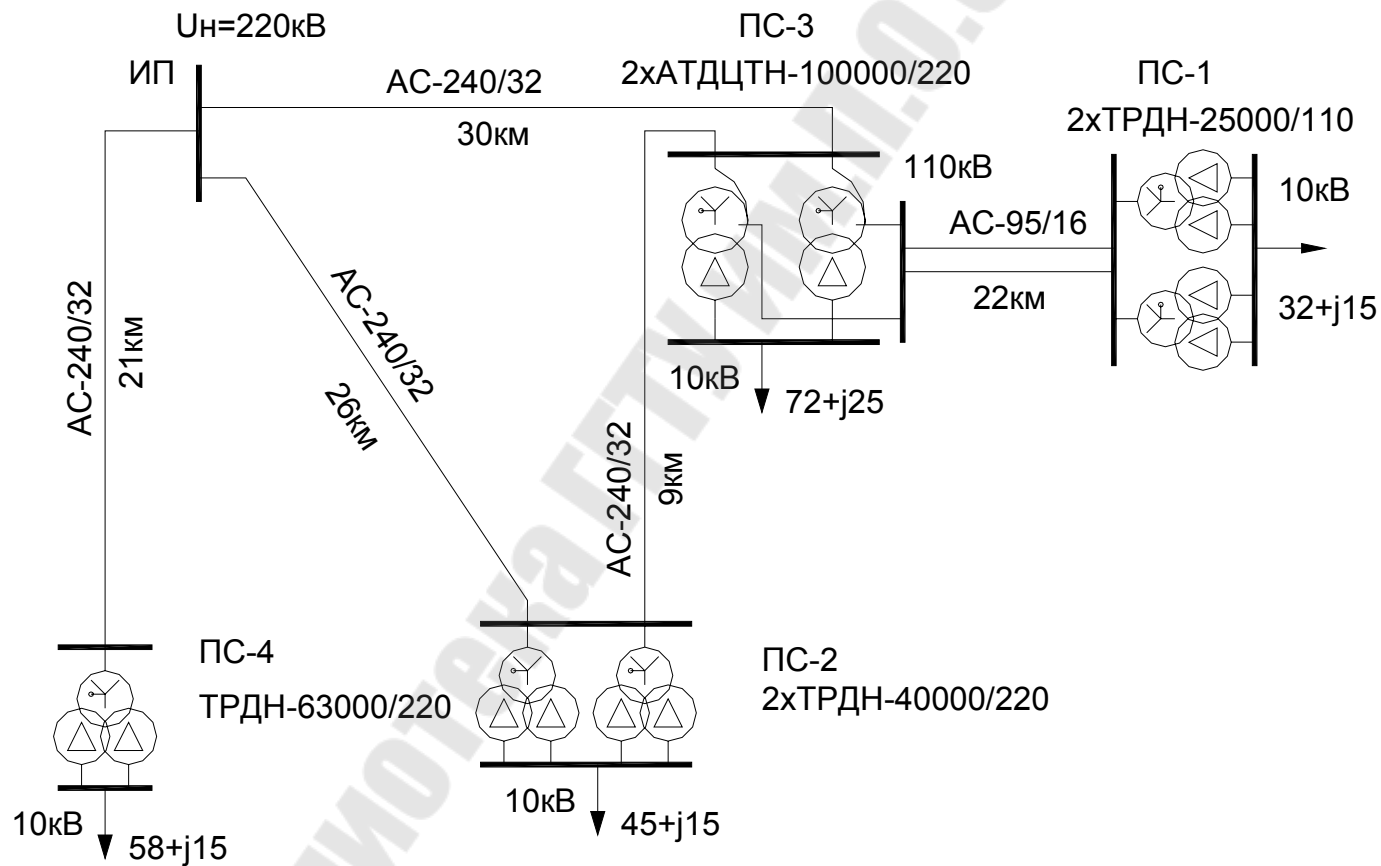 Uн=220кВ
ИП
АС-240/32
30км
ПС-3
2хАТДЦТН-100000/220
ПС-1
2хТРДН-25000/110
110кВ
10кВ
АС-95/16
22км
32+j15
АС-240/32
21км
АС-240/32
26км
10кВ
72+j25
АС-240/32
9км
ПС-4
ТРДН-63000/220
ПС-2
2хТРДН-40000/220
10кВ
58+j15
10кВ
45+j15